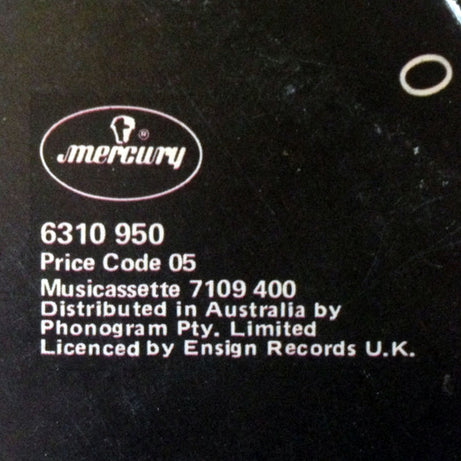 mercury ®
6310 950
Price Code 05
Musicassette 7109 400
Distributed in Australia by
Phonogram Pty. Limited
Licenced by Ensign Records U.K.